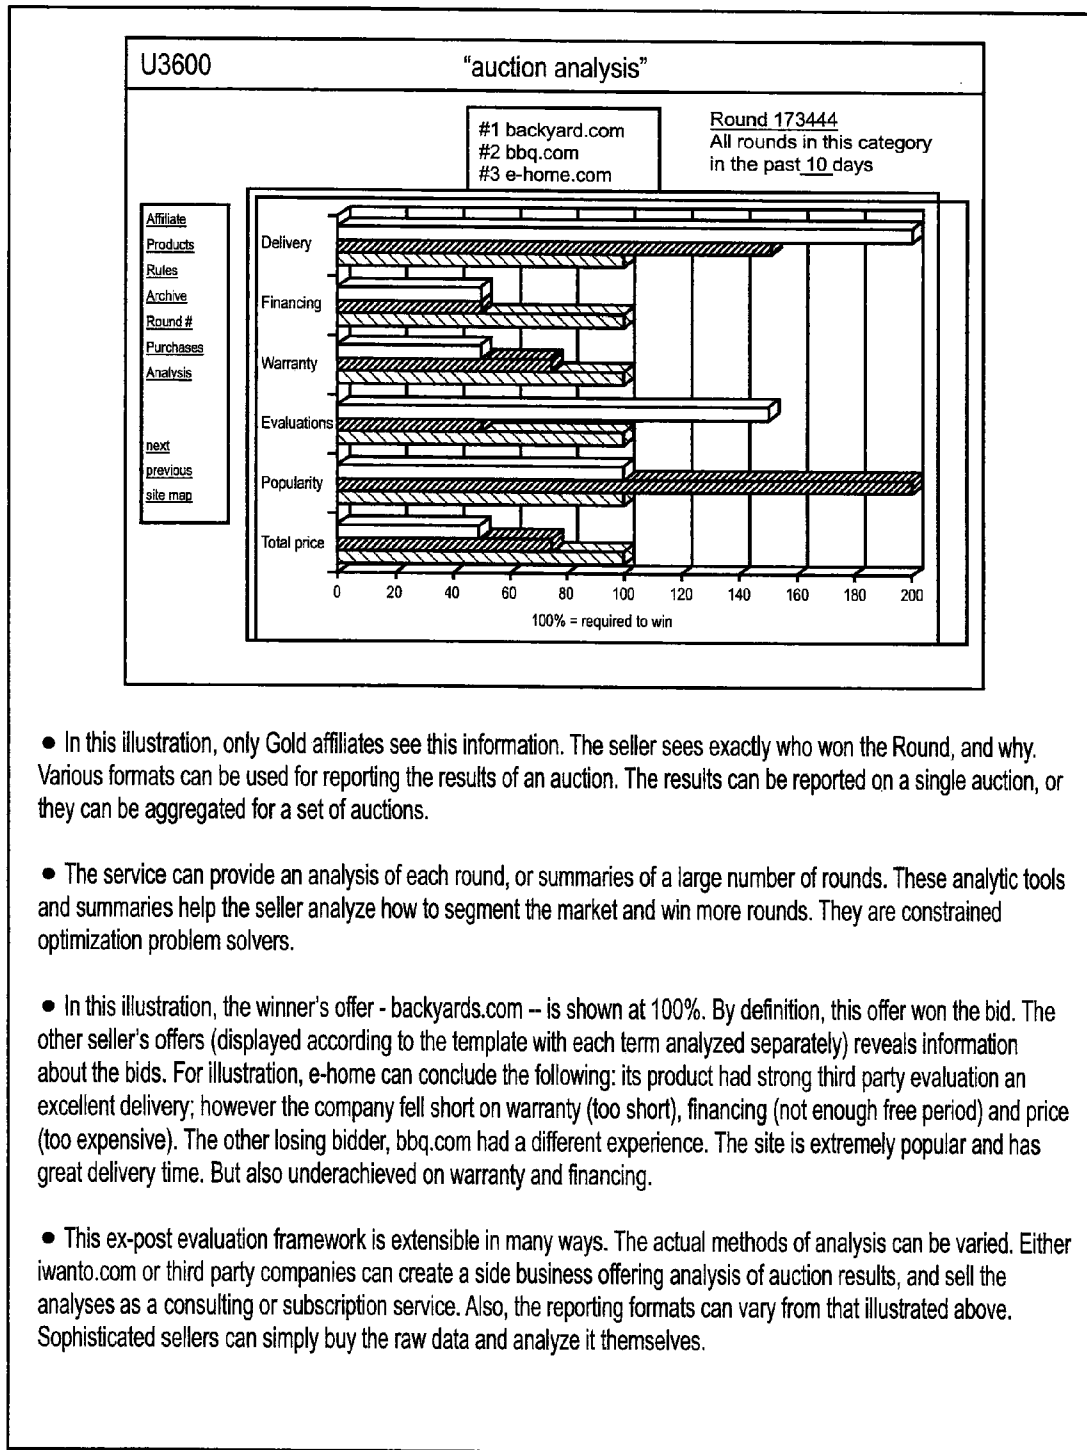 U3600
"auction analysis"
#1 backyard.com
#2 bbq.com
#3 e-home.com
Round 173444
All rounds in this category
in the past 10 days
Affiliate
Products
Rules
Archive
Round #
Purchases
Analysis
next
previous
site map
Delivery
Financing
Warranty
Evaluations
Popularity
Total price
0 20 40 60 80 100 120 140 160 180 200
100% = required to win
• In this illustration, only Gold affiliates see this information. The seller sees exactly who won the Round, and why.
Various formats can be used for reporting the results of an auction. The results can be reported on a single auction, or
they can be aggregated for a set of auctions.
• The service can provide an analysis of each round, or summaries of a large number of rounds. These analytic tools
and summaries help the seller analyze how to segment the market and win more rounds. They are constrained
optimization problem solvers.
• In this illustration, the winner's offer - backyards.com -- is shown at 100%. By definition, this offer won the bid. The
other seller's offers (displayed according to the template with each term analyzed separately) reveals information
about the bids. For illustration, e-home can conclude the following: its product had strong third party evaluation an
excellent delivery; however the company fell short on warranty (too short), financing (not enough free period) and price
(too expensive). The other losing bidder, bbq.com had a different experience. The site is extremely popular and has
great delivery time. But also underachieved on warranty and financing.
• This ex-post evaluation framework is extensible in many ways. The actual methods of analysis can be varied. Either
iwanto.com or third party companies can create a side business offering analysis of auction results, and sell the
analyses as a consulting or subscription service. Also, the reporting formats can vary from that illustrated above.
Sophisticated sellers can simply buy the raw data and analyze it themselves.